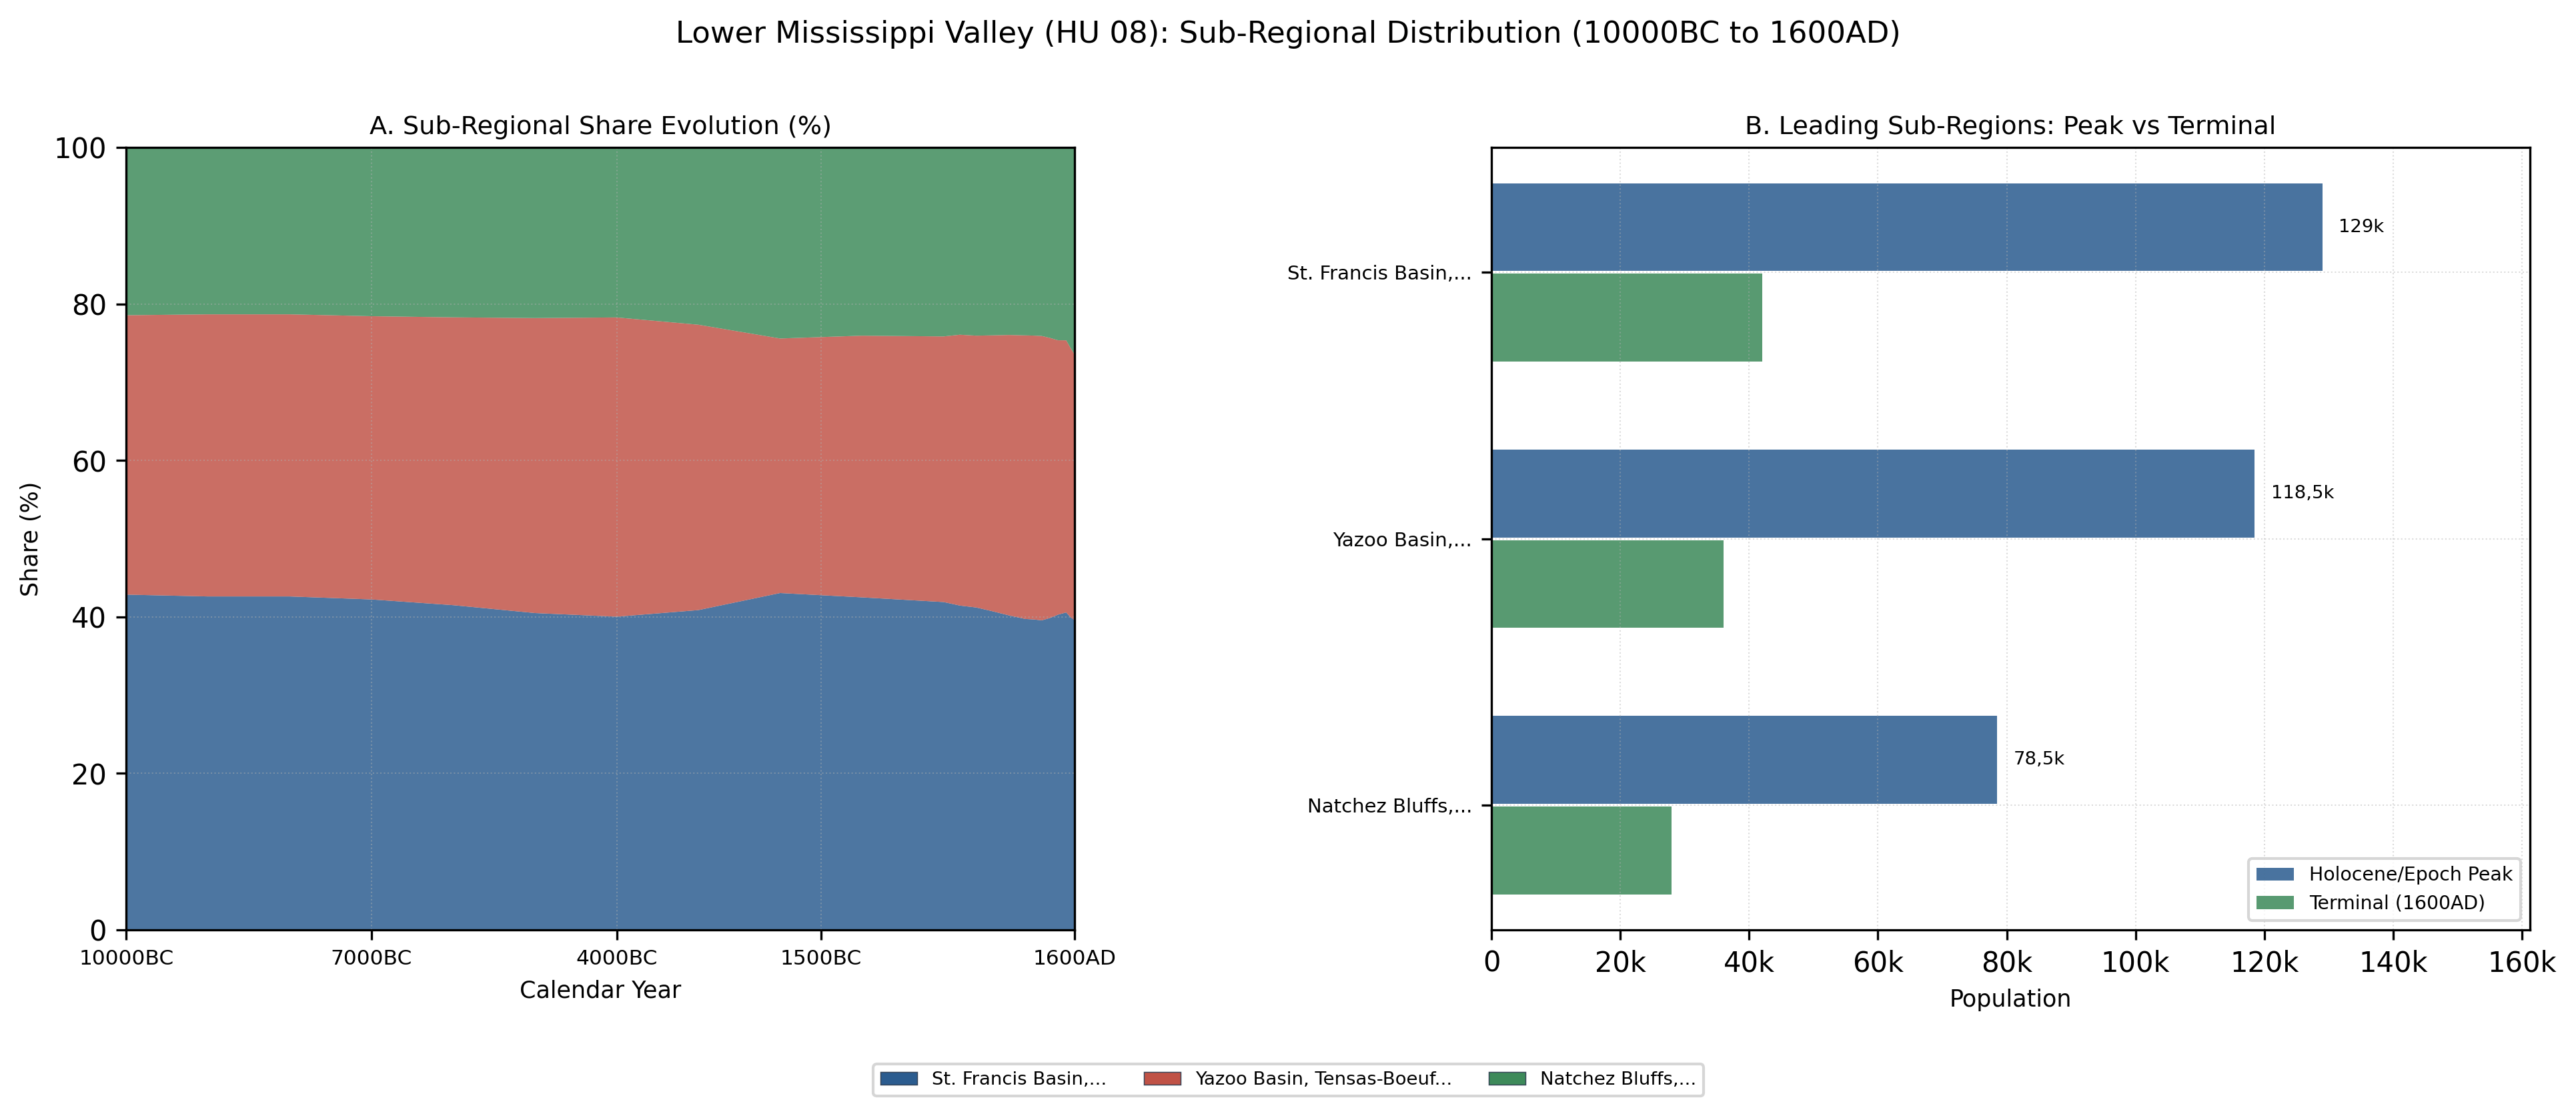 Lower Mississippi Valley (HU 08): Sub-Regional Distribution (10000BC to 1600AD)
A. Sub-Regional Share Evolution (%)
100
80
60
40
20
0
Share (%)
10000BC
7000BC
4000BC
1500BC
1600AD
Calendar Year
B. Leading Sub-Regions: Peak vs Terminal
St. Francis Basin,...
Yazoo Basin,...
Natchez Bluffs,...
129k
118,5k
78,5k
Holocene/Epoch Peak
Terminal (1600AD)
0
20k
40k
60k
80k
100k
120k
140k
160k
Population
St. Francis Basin,...
Yazoo Basin, Tensas-Boeuf...
Natchez Bluffs,...